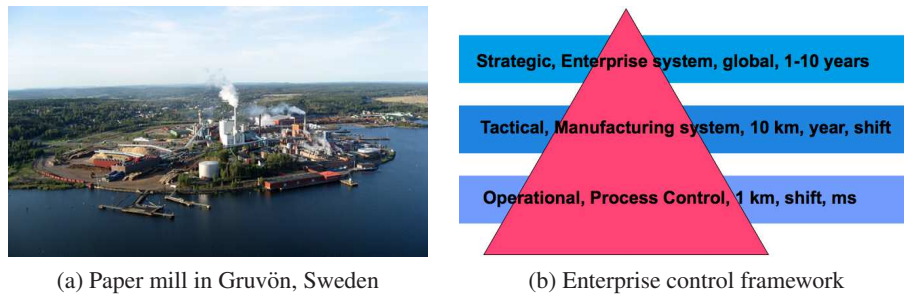 Strategic, Enterprise system, global, 1-10 years
Tactical, Manufacturing system, 10 km, year, shift
Operational, Process Control, 1 km, shift, ms
(a) Paper mill in Gruvön, Sweden
(b) Enterprise control framework